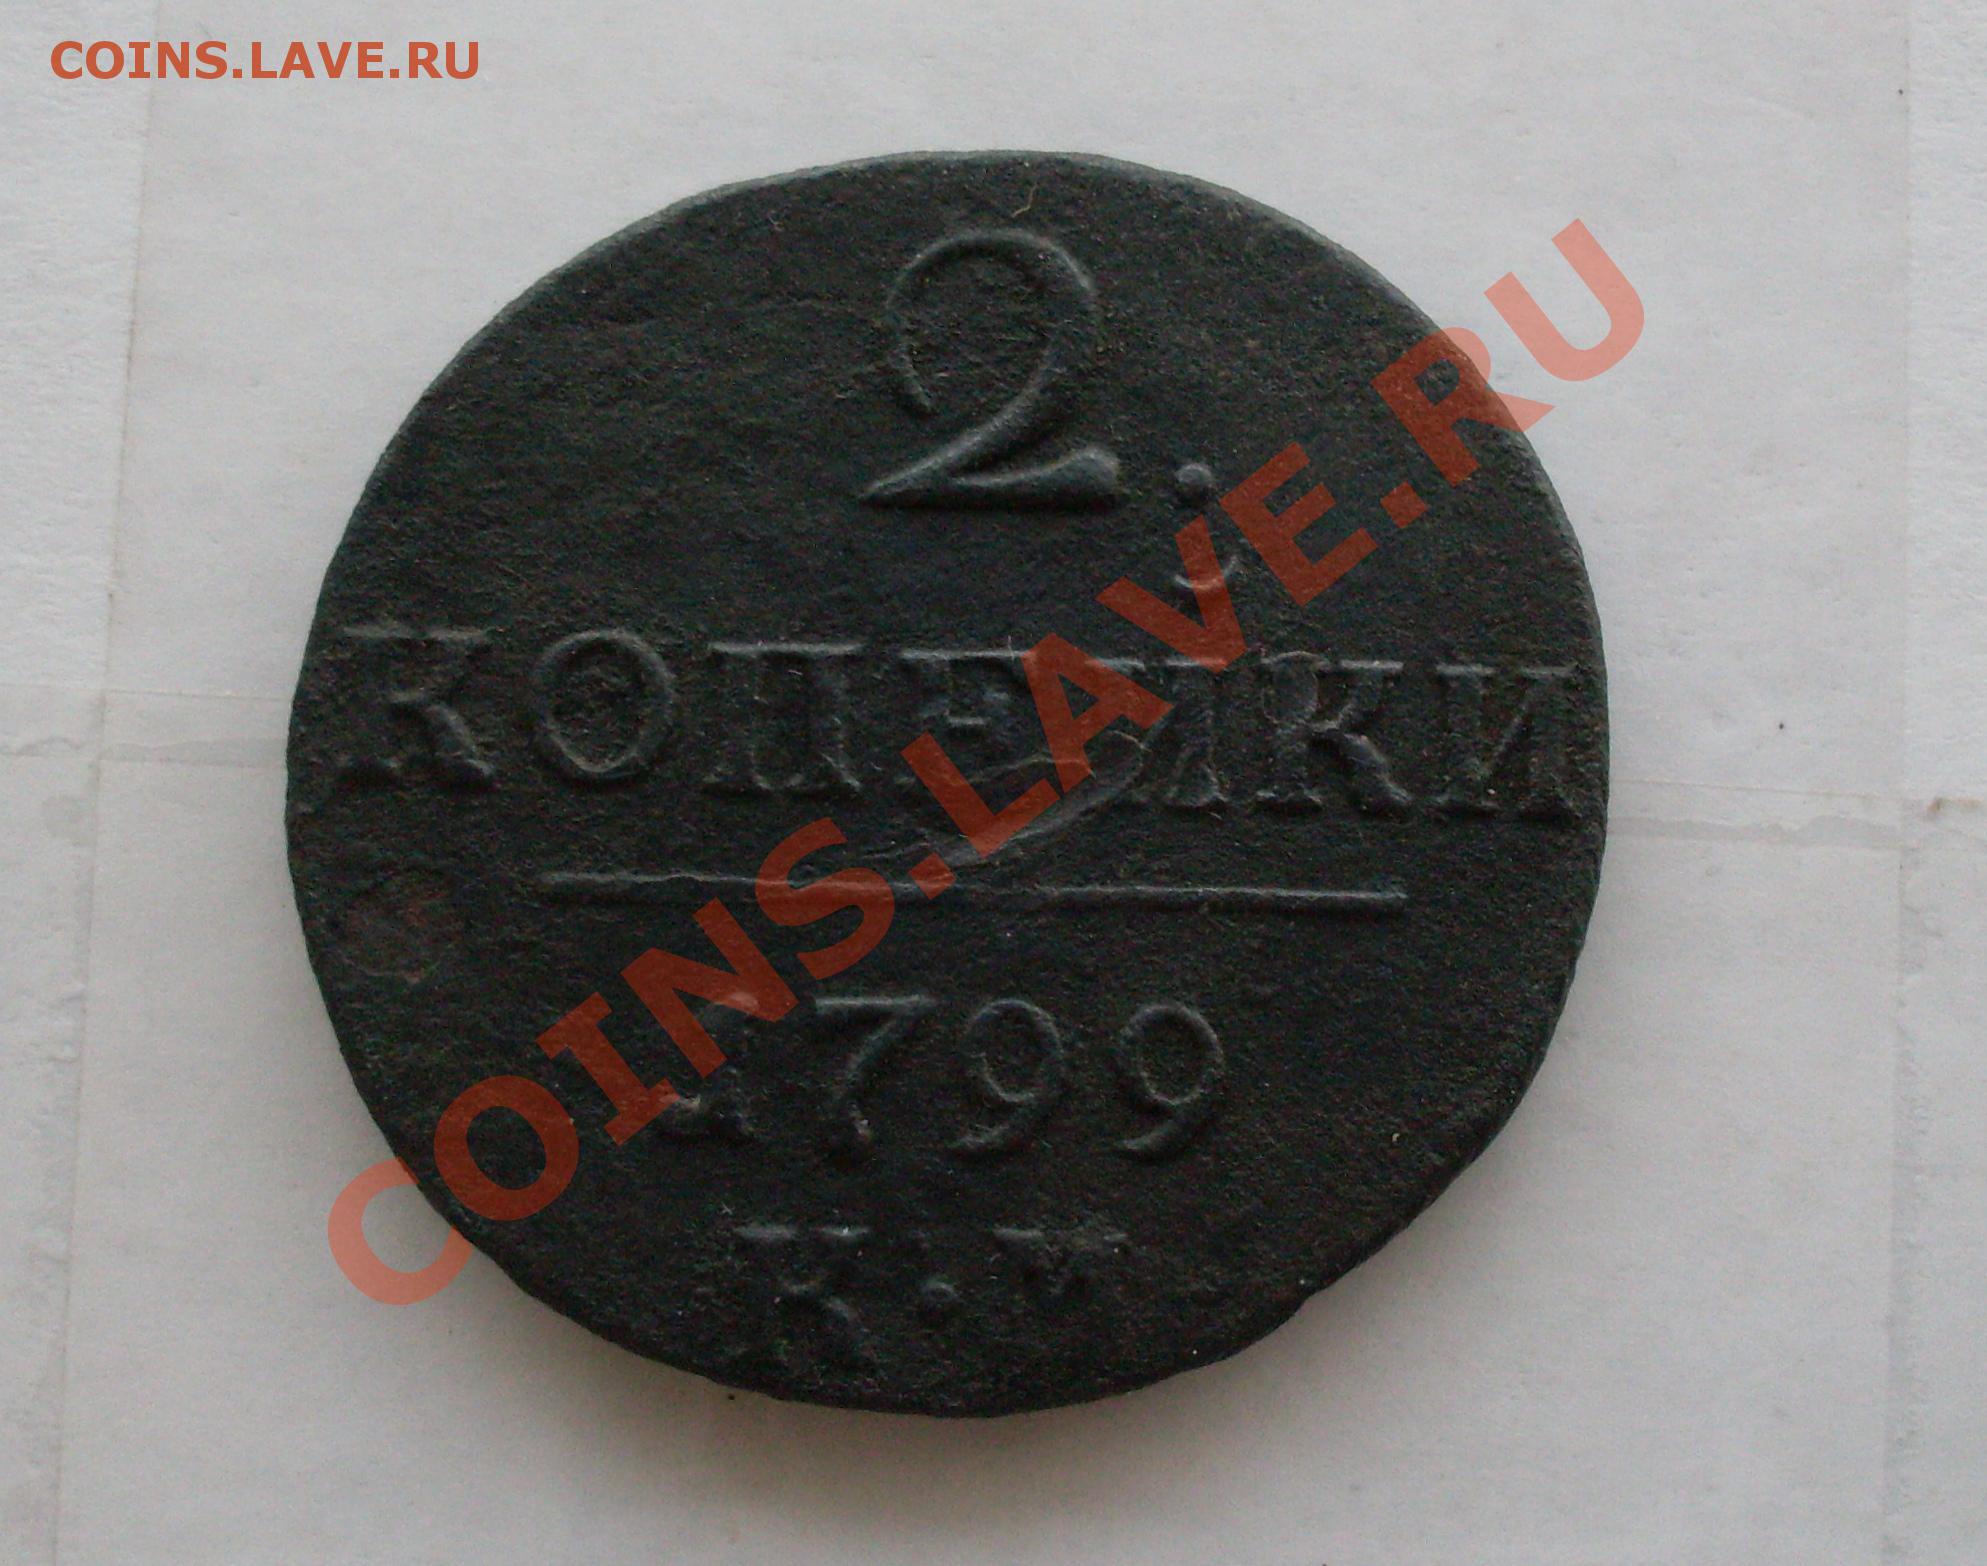 COINS.LAVE.RU
2.
КОПЕЙКИ
1799
К·М
COINS.LAVE.RU